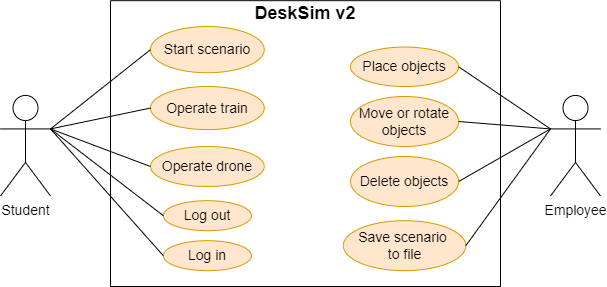 DeskSim v2
Start scenario
Operate train
Operate drone
Log out
Log in
Place objects
Move or rotate
objects
Delete objects
Save scenario
to file
Student
Employee